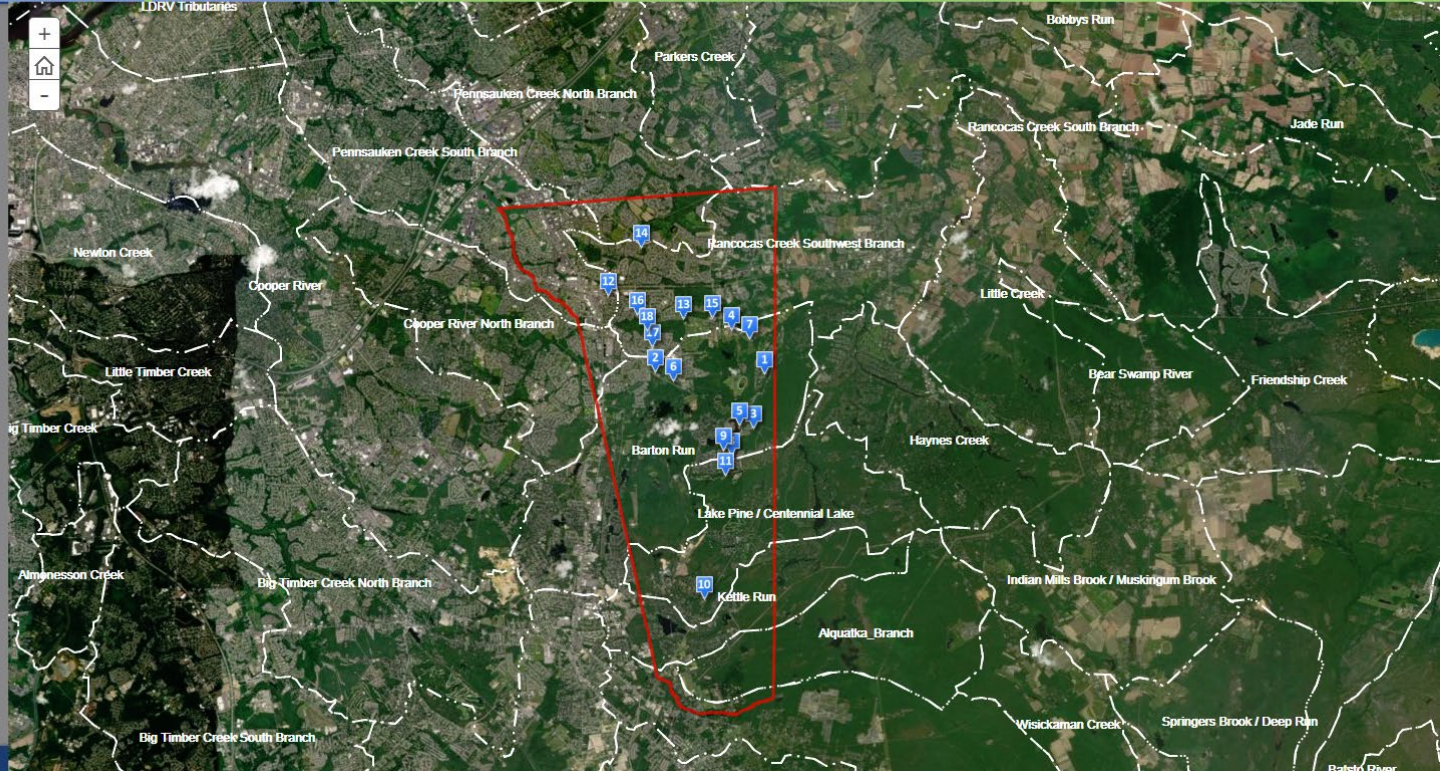 LDRV Tributaries
Bobbys Run
+
Parkers Creek
-
Pennsauken Creek North Branch
Rancocas Creek South Branch
Jade Run
Pennsauken Creek South Branch
14
Rancocas Creek Southwest Branch
Newton Creek
12
Cooper River
Little Creek
16
13
15
18
4
Cooper River North Branch
7
17
2
1
6
Little Timber Creek
Bear Swamp River
Friendship Creek
5
3
ig Timber Creek
9
Haynes Creek
Barton Run
11
Lake Pine / Centennial Lake
Almonesson Creek
Big Timber Creek North Branch
10
Indian Mills Brook / Muskingum Brook
Kettle Run
Alquatka_Branch
Wisickaman Creek
Springers Brook / Deep Run
Big Timber Creek South Branch
Batsto River